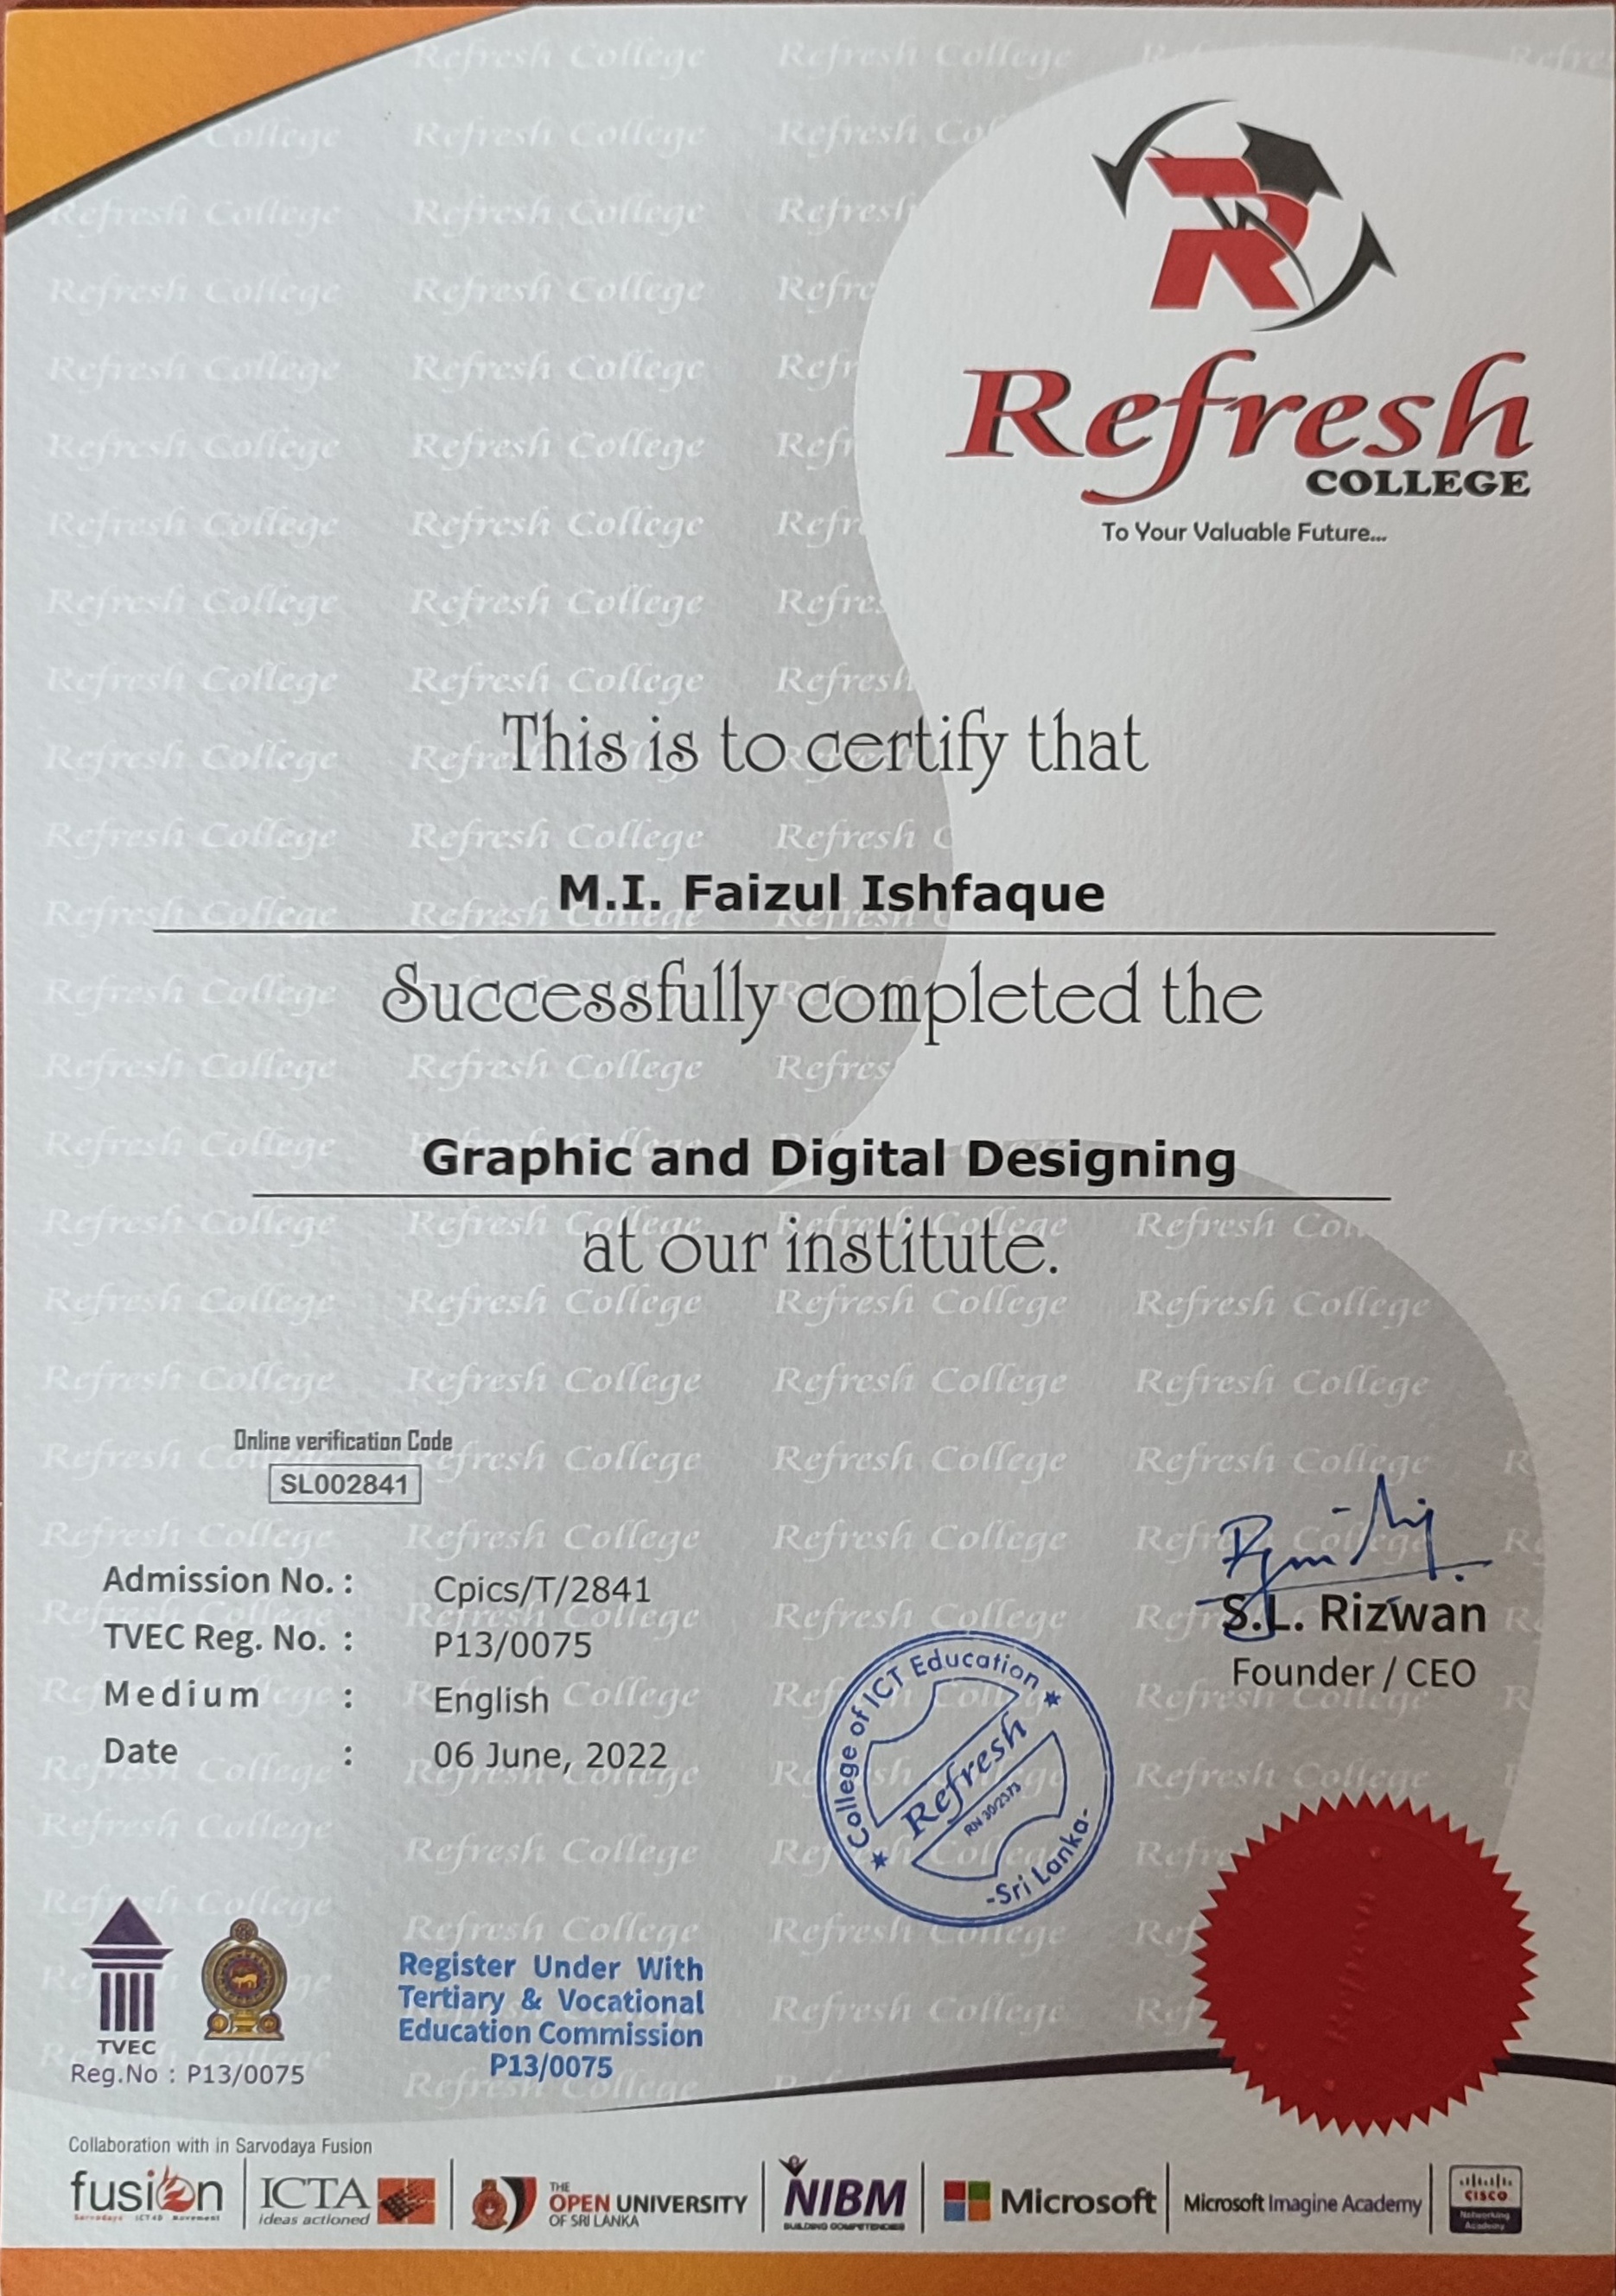 Refresh
COLLEGE
To Your Valuable Future...
This is to certify that
M.I. Faizul Ishfaque
Successfully completed the
Graphic and Digital Designing
at our institute.
Online verification Code
SL002841
Admission No. : Cpics/T/2841
TVEC Reg. No. : P13/0075
Medium : English
Date : 06 June, 2022
S.L. Rizwan
Founder / CEO
College of ICT Education
Refresh
RN 30/2373
-Sri Lanka-
TVEC
Reg.No : P13/0075
Register Under With
Tertiary & Vocational
Education Commission
P13/0075
Refresh College
Collaboration with in Sarvodaya Fusion
fusion
Sarvodaya ICT4D Movement
ICTA
ideas actioned
THE
OPEN UNIVERSITY
OF SRI LANKA
NIBM
BUILDING COMPETENCIES
Microsoft
Microsoft Imagine Academy
CISCO
Networking
Academy